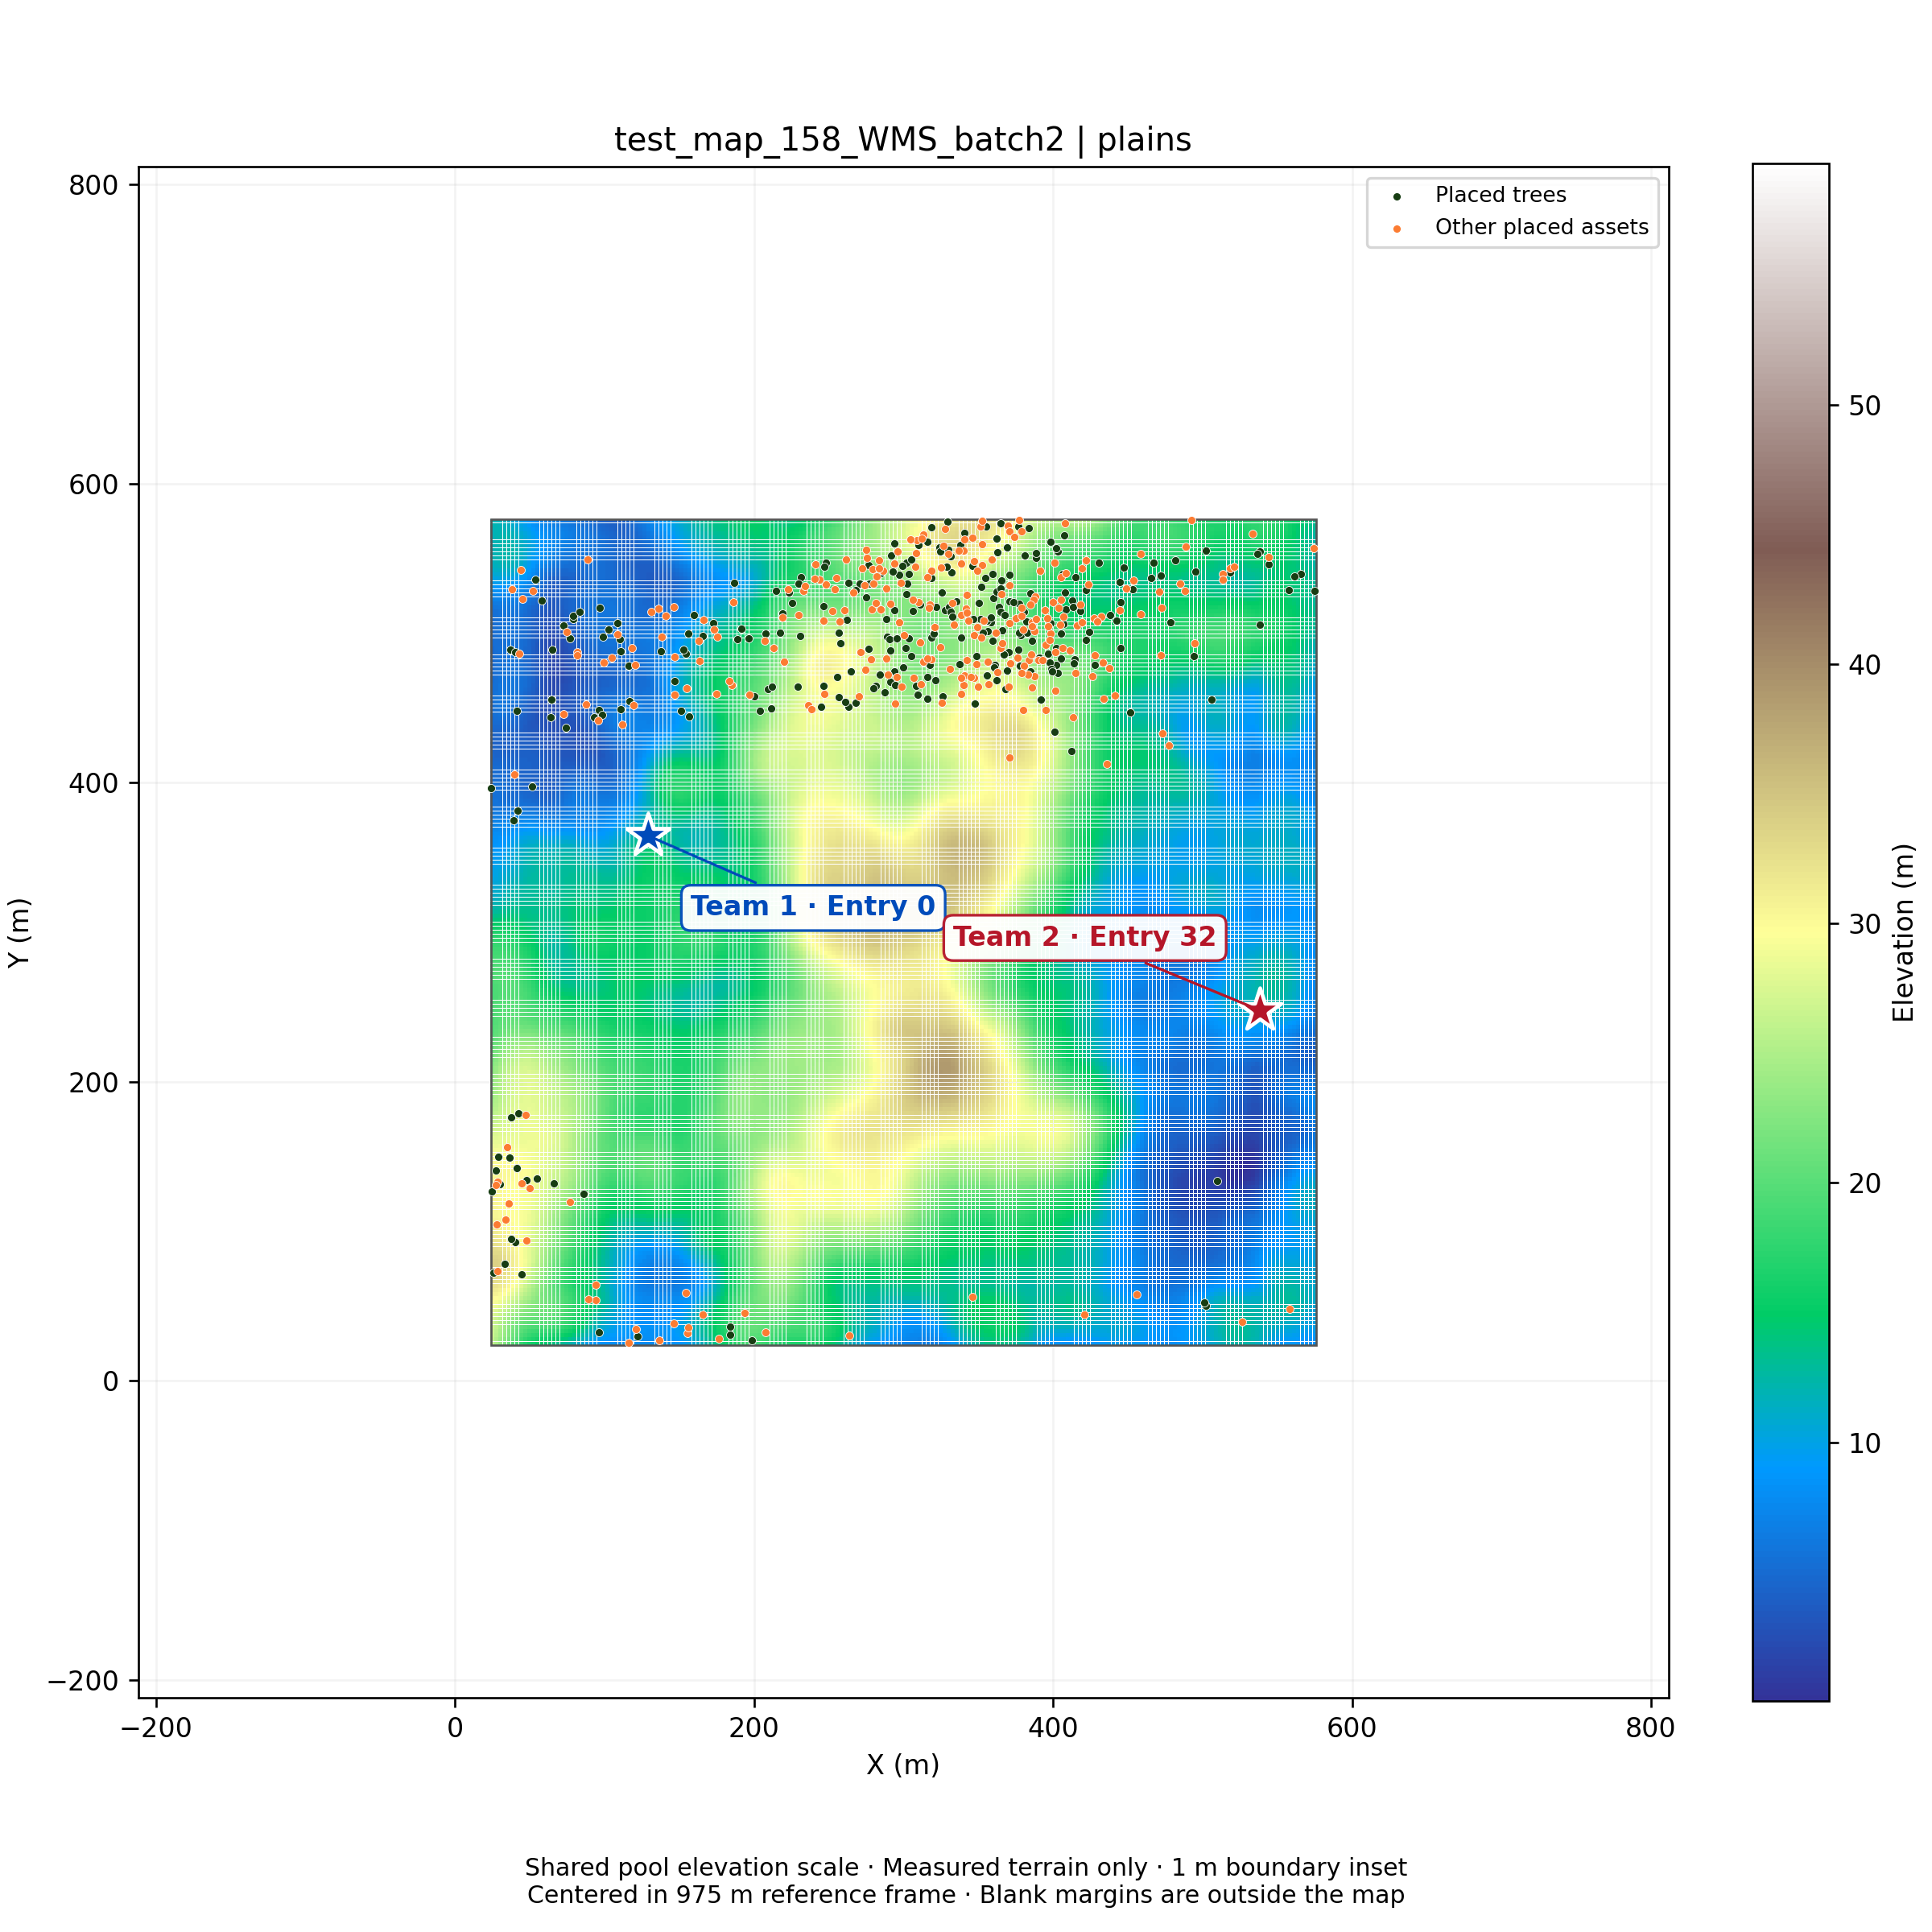 test_map_158_WMS_batch2 | plains
Placed trees
Other placed assets
800
600
400
200
0
−200
Y (m)
−200
0
200
400
600
800
X (m)
Team 1 · Entry 0
Team 2 · Entry 32
50
40
30
20
10
Elevation (m)
Shared pool elevation scale · Measured terrain only · 1 m boundary inset
Centered in 975 m reference frame · Blank margins are outside the map